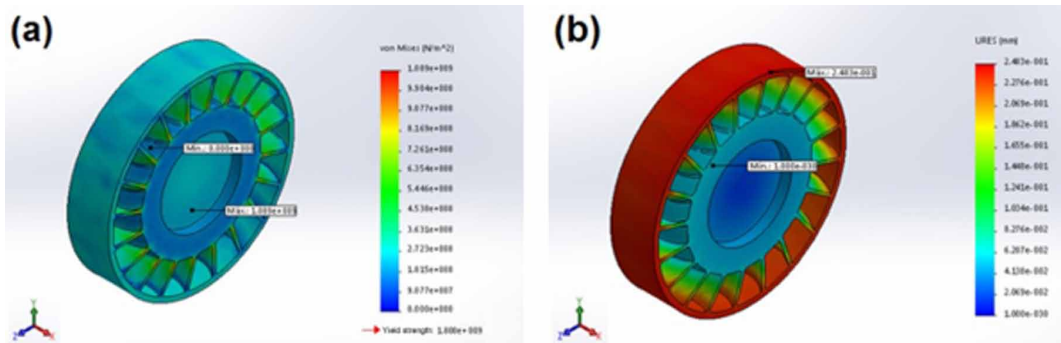 (a)
von Mises (N/m^2)
1.089e+009
9.984e+008
9.077e+008
8.169e+008
7.261e+008
6.354e+008
5.446e+008
4.538e+008
3.631e+008
2.723e+008
1.815e+008
9.077e+007
0.000e+000
Yield strength: 1.000e+009
Min.: 0.000e+000
Máx.: 1.089e+009
Y
Z
X
(b)
URES (mm)
2.483e-001
2.276e-001
2.069e-001
1.862e-001
1.655e-001
1.448e-001
1.241e-001
1.034e-001
8.276e-002
6.207e-002
4.138e-002
2.069e-002
1.000e-030
Máx.: 2.483e-001
Min.: 1.000e-030
Y
Z
X